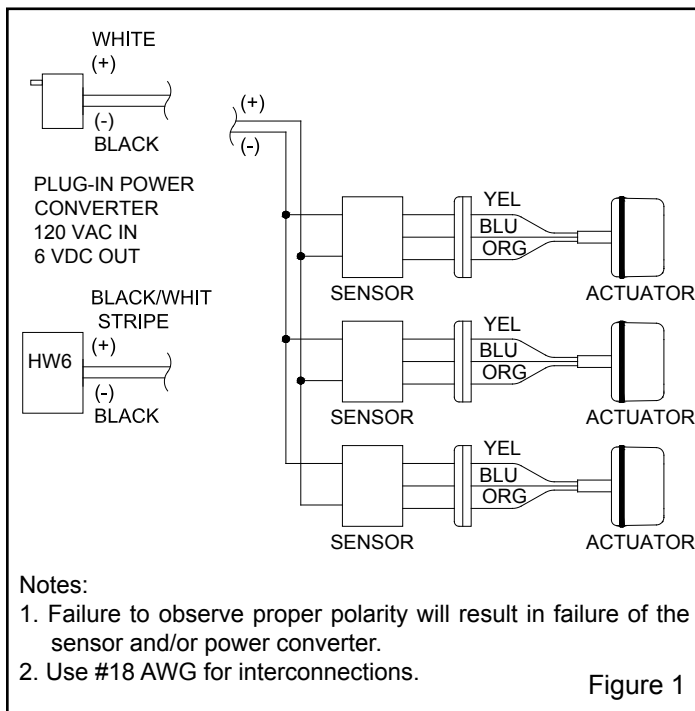 WHITE
(+)
(-)
BLACK
PLUG-IN POWER
CONVERTER
120 VAC IN
6 VDC OUT
BLACK/WHIT
STRIPE
HW6
(+)
(-)
BLACK
(+)
(-)
SENSOR
YEL
BLU
ORG
ACTUATOR
SENSOR
YEL
BLU
ORG
ACTUATOR
SENSOR
YEL
BLU
ORG
ACTUATOR
Notes:
1. Failure to observe proper polarity will result in failure of the
sensor and/or power converter.
2. Use #18 AWG for interconnections.
Figure 1